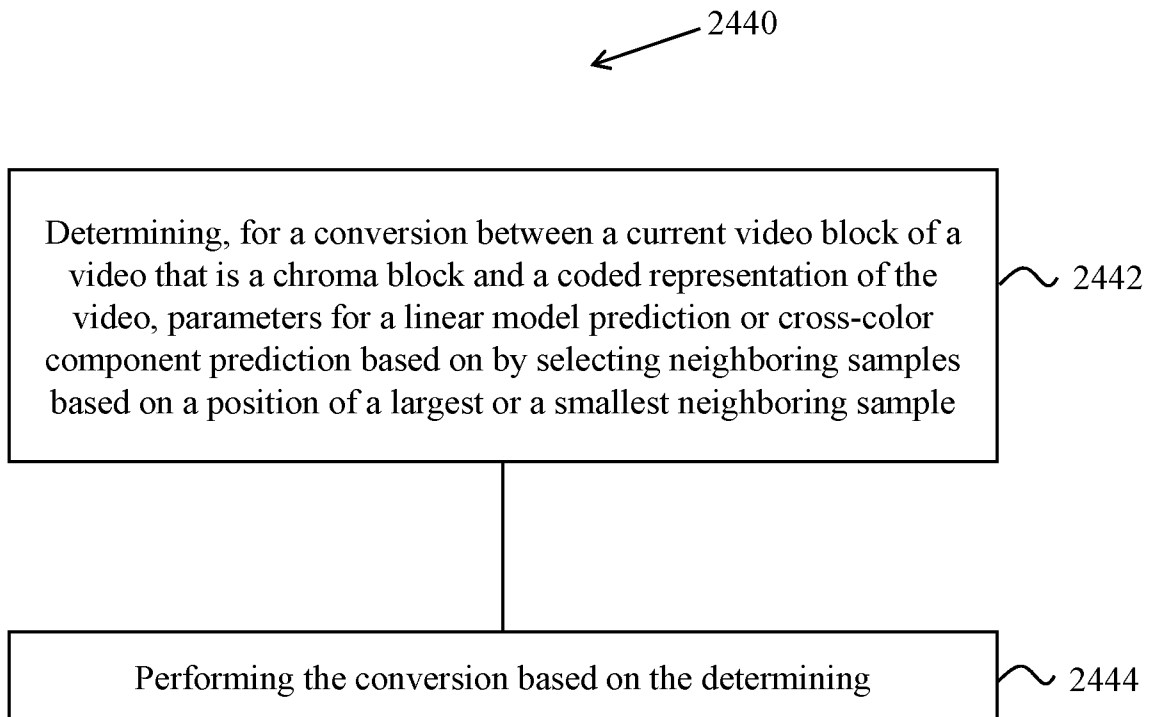 2440
Determining, for a conversion between a current video block of a
video that is a chroma block and a coded representation of the
video, parameters for a linear model prediction or cross-color
component prediction based on by selecting neighboring samples
based on a position of a largest or a smallest neighboring sample
2442
Performing the conversion based on the determining
2444